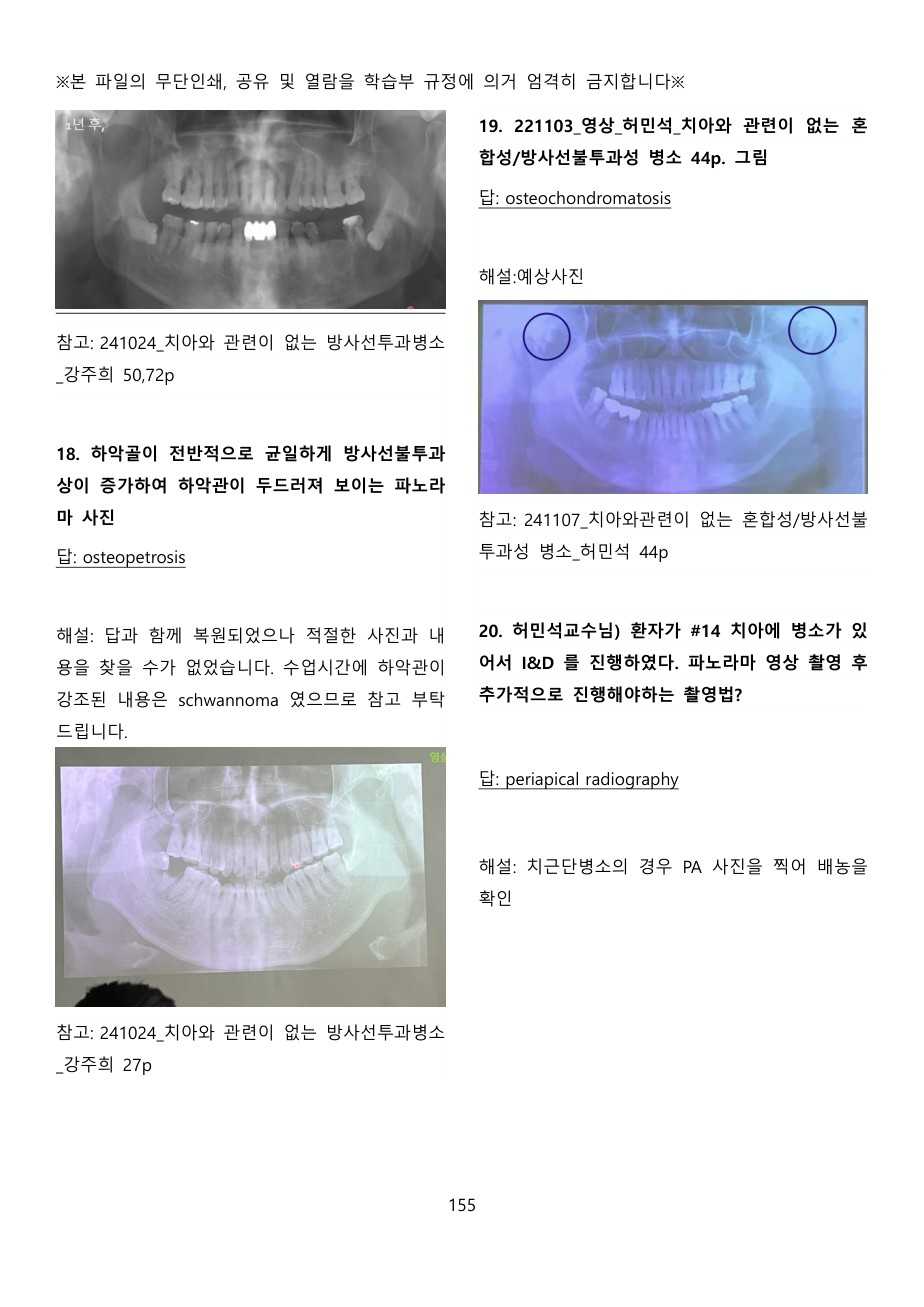 ※본 파일의 무단인쇄, 공유 및 열람을 학습부 규정에 의거 엄격히 금지합니다※
1년 후,
참고: 241024_치아와 관련이 없는 방사선투과병소
_강주희 50,72p
18. 하악골이 전반적으로 균일하게 방사선불투과
상이 증가하여 하악관이 두드러져 보이는 파노라
마 사진
답: osteopetrosis
해설: 답과 함께 복원되었으나 적절한 사진과 내
용을 찾을 수가 없었습니다. 수업시간에 하악관이
강조된 내용은 schwannoma 였으므로 참고 부탁
드립니다.
참고: 241024_치아와 관련이 없는 방사선투과병소
_강주희 27p
19. 221103_영상_허민석_치아와 관련이 없는 혼
합성/방사선불투과성 병소 44p. 그림
답: osteochondromatosis
해설:예상사진
참고: 241107_치아와관련이 없는 혼합성/방사선불
투과성 병소_허민석 44p
20. 허민석교수님) 환자가 #14 치아에 병소가 있
어서 I&D 를 진행하였다. 파노라마 영상 촬영 후
추가적으로 진행해야하는 촬영법?
답: periapical radiography
해설: 치근단병소의 경우 PA 사진을 찍어 배농을
확인
155